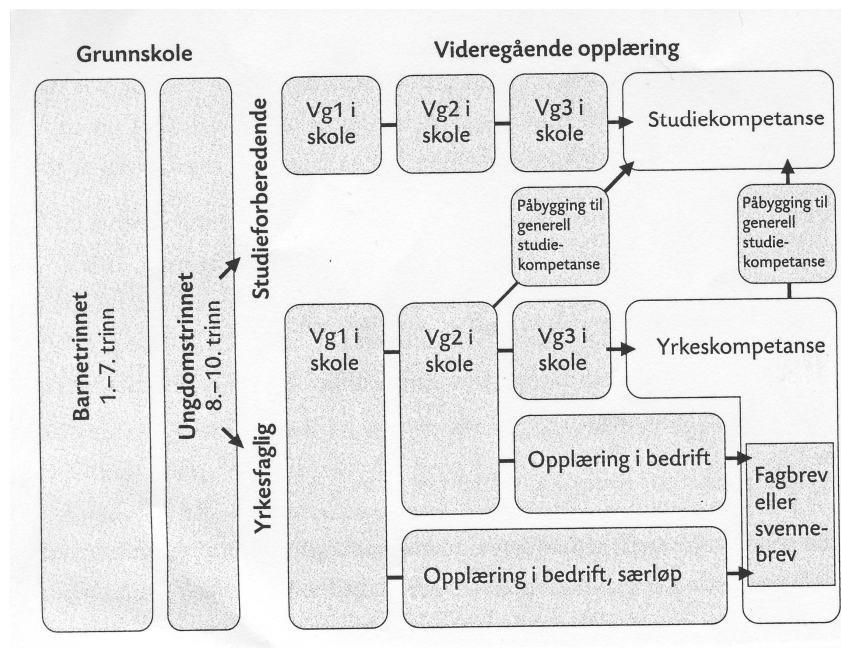 Grunnskole
Videregående opplæring
Barnetrinnet
1.–7. trinn
Ungdomstrinnet
8.–10. trinn
Studieforberedende
Vg1 i
skole
Vg2 i
skole
Vg3 i
skole
Studiekompetanse
Påbygging til
generell
studie-
kompetanse
Påbygging til
generell
studie-
kompetanse
Yrkesfaglig
Vg1 i
skole
Vg2 i
skole
Vg3 i
skole
Yrkeskompetanse
Opplæring i bedrift
Fagbrev
eller
svenne-
brev
Opplæring i bedrift, særløp